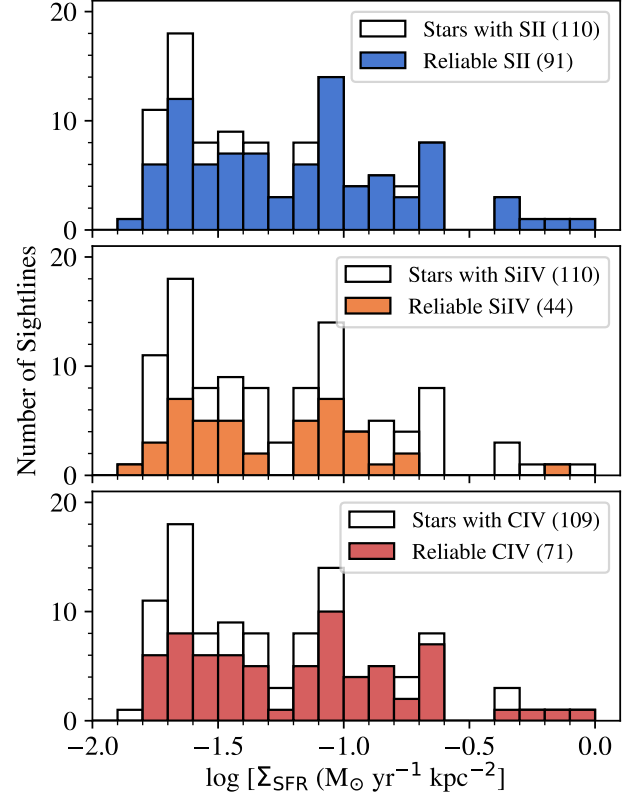 20
10
0
Stars with SII (110)
Reliable SII (91)
20
10
0
Stars with SiIV (110)
Reliable SiIV (44)
Number of Sightlines
20
10
0
Stars with CIV (109)
Reliable CIV (71)
−2.0 −1.5 −1.0 −0.5 0.0
log [Σ_SFR (M_⊙ yr⁻¹ kpc⁻²]